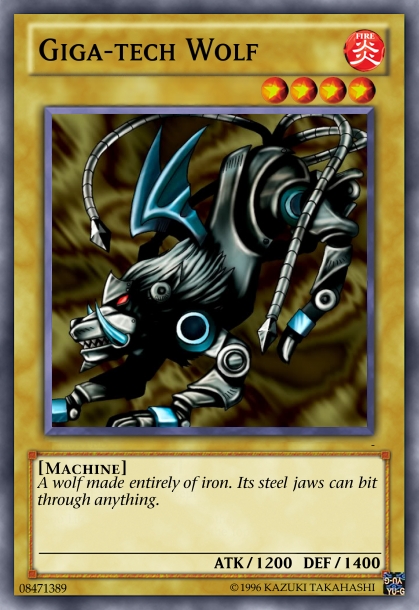 GIGA-TECH WOLF
FIRE
炎
[MACHINE]
A wolf made entirely of iron. Its steel jaws can bit
through anything.
ATK / 1200 DEF / 1400
08471389
©1996 KAZUKI TAKAHASHI